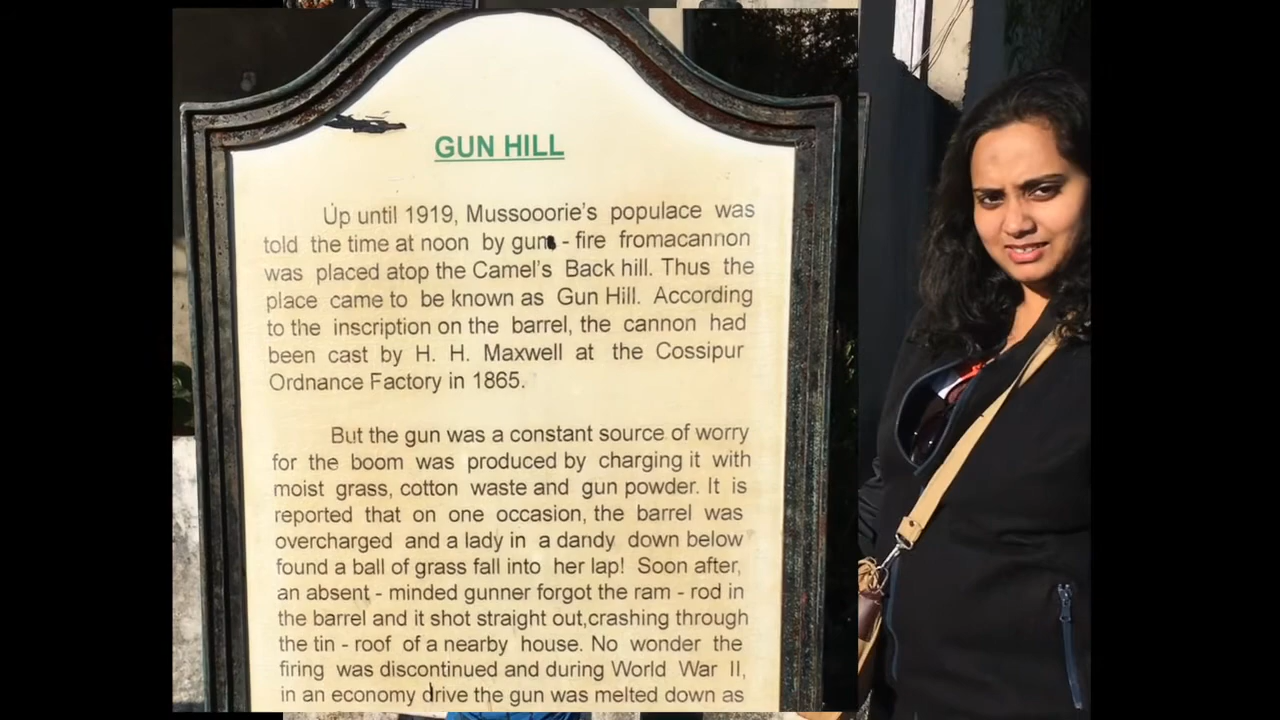 GUN HILL
Up until 1919, Mussooorie's populace was
told the time at noon by gun - fire fromacannon
was placed atop the Camel's Back hill. Thus the
place came to be known as Gun Hill. According
to the inscription on the barrel, the cannon had
been cast by H. H. Maxwell at the Cossipur
Ordnance Factory in 1865.
But the gun was a constant source of worry
for the boom was produced by charging it with
moist grass, cotton waste and gun powder. It is
reported that on one occasion, the barrel was
overcharged and a lady in a dandy down below
found a ball of grass fall into her lap! Soon after,
an absent - minded gunner forgot the ram - rod in
the barrel and it shot straight out,crashing through
the tin - roof of a nearby house. No wonder the
firing was discontinued and during World War II,
in an economy drive the gun was melted down as